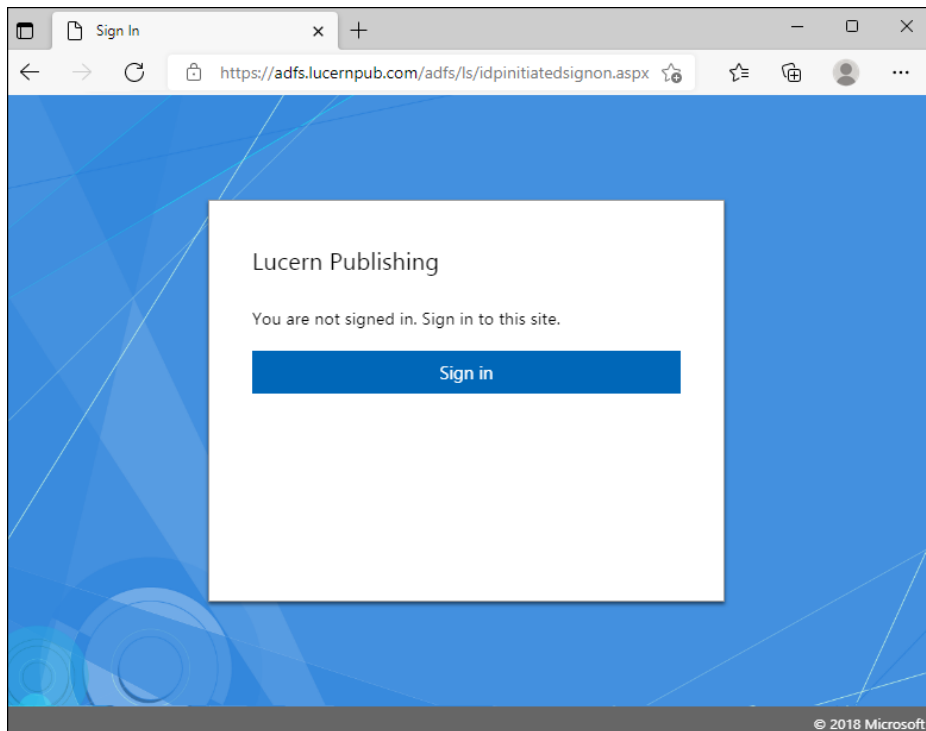 Sign In
https://adfs.lucernpub.com/adfs/ls/idpinitiatedsignon.aspx
Lucern Publishing
You are not signed in. Sign in to this site.
Sign in
© 2018 Microsoft